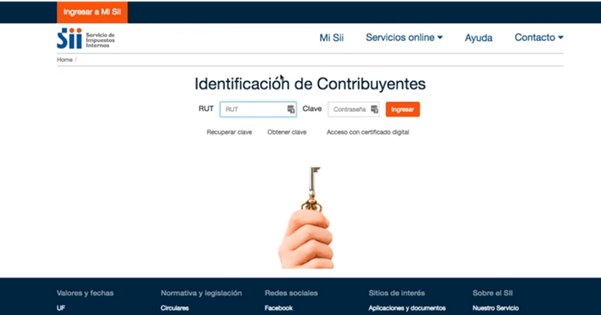 Ingresar a Mi Sii
Sii Servicio de
Impuestos
Internos
Mi Sii Servicios online Ayuda Contacto
Home /
Identificación de Contribuyentes
RUT RUT Clave Contraseña Ingresar
Recuperar clave Obtener clave Acceso con certificado digital
Valores y fechas Normativa y legislación Redes sociales Sitios de interés Sobre el SII
UF Circulares Facebook Aplicaciones y documentos Nuestro Servicio